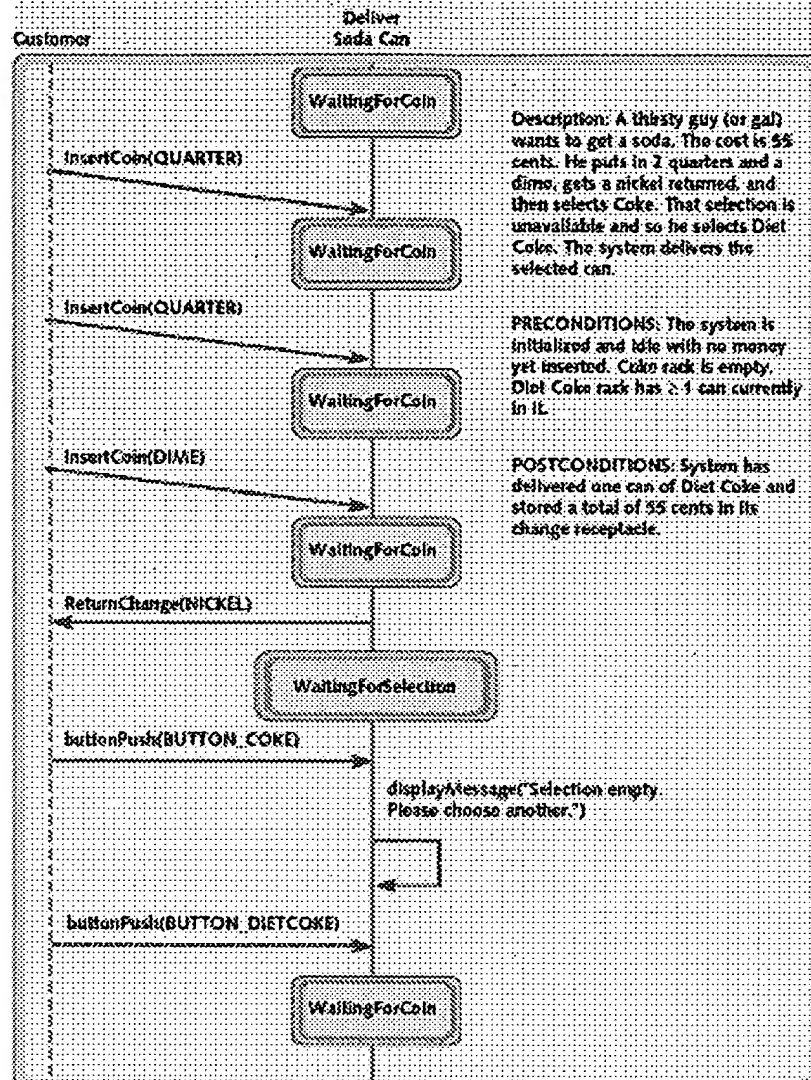 Customer
Deliver
Soda Can
WaitingForCoin
Description: A thirsty guy (or gal)
wants to get a soda. The cost is 55
cents. He puts in 2 quarters and a
dime, gets a nickel returned, and
then selects Coke. That selection is
unavailable and so he selects Diet
Coke. The system delivers the
selected can.
InsertCoin(QUARTER)
WaitingForCoin
InsertCoin(QUARTER)
PRECONDITIONS: The system is
initialized and idle with no money
yet inserted. Coke rack is empty.
Diet Coke rack has ≥ 1 can currently
in it.
WaitingForCoin
InsertCoin(DIME)
POSTCONDITIONS: System has
delivered one can of Diet Coke and
stored a total of 55 cents in its
change receptacle.
WaitingForCoin
ReturnChange(NICKEL)
WaitingForSelection
buttonPush(BUTTON_COKE)
displayMessage("Selection empty.
Please choose another.")
buttonPush(BUTTON_DIETCOKE)
WaitingForCoin